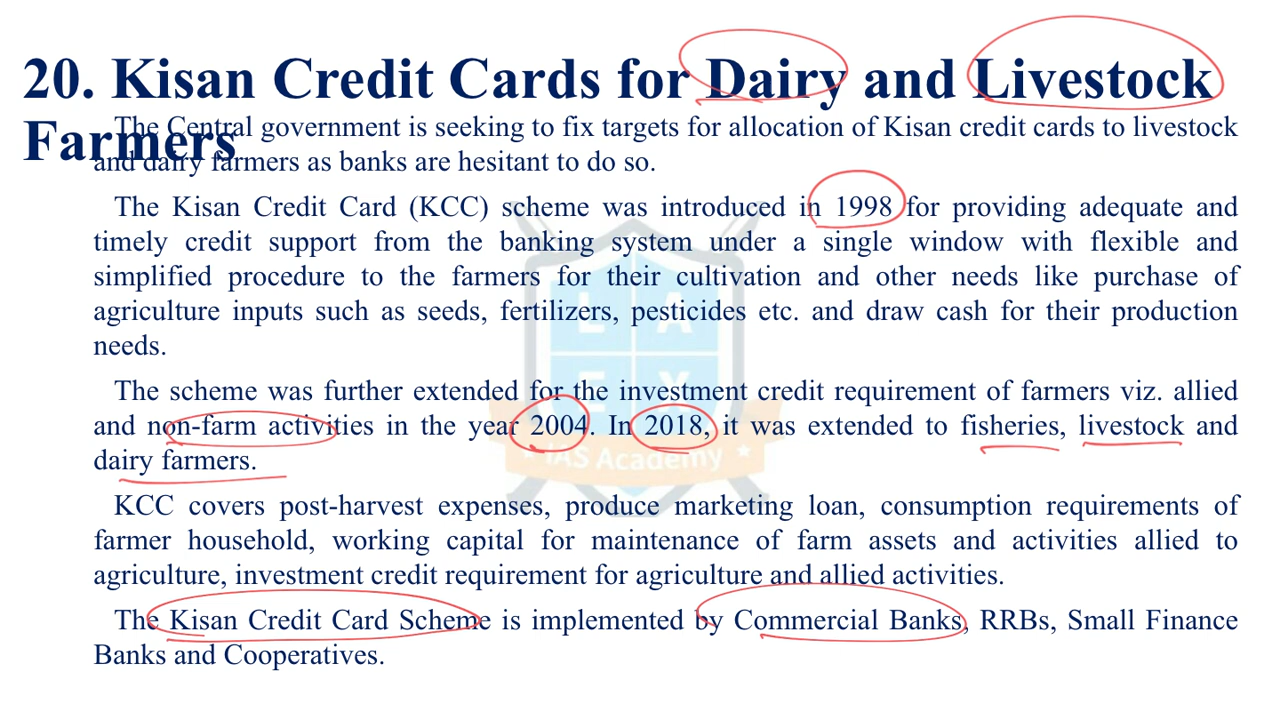 20. Kisan Credit Cards for Dairy and Livestock
Farmers
The Central government is seeking to fix targets for allocation of Kisan credit cards to livestock
and dairy farmers as banks are hesitant to do so.
The Kisan Credit Card (KCC) scheme was introduced in 1998 for providing adequate and
timely credit support from the banking system under a single window with flexible and
simplified procedure to the farmers for their cultivation and other needs like purchase of
agriculture inputs such as seeds, fertilizers, pesticides etc. and draw cash for their production
needs.
The scheme was further extended for the investment credit requirement of farmers viz. allied
and non-farm activities in the year 2004. In 2018, it was extended to fisheries, livestock and
dairy farmers.
KCC covers post-harvest expenses, produce marketing loan, consumption requirements of
farmer household, working capital for maintenance of farm assets and activities allied to
agriculture, investment credit requirement for agriculture and allied activities.
The Kisan Credit Card Scheme is implemented by Commercial Banks, RRBs, Small Finance
Banks and Cooperatives.
L A
E X
IAS Academy